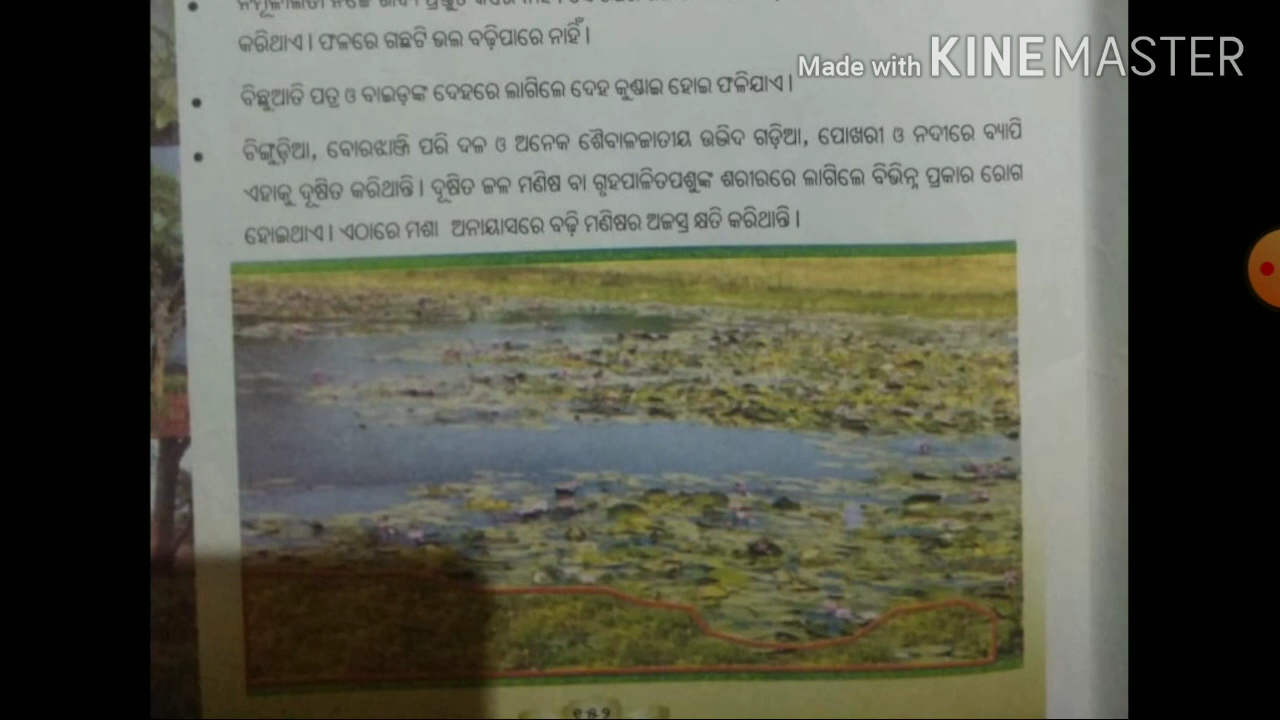 କରିଥାଏ । ଫଳରେ ଗଛଟି ଭଲ ବଢ଼ିପାରେ ନାହିଁ ।
Made with KINEMASTER
• ବିଛୁଆତି ପତ୍ର ଓ ବାଇଡ଼ଙ୍କ ଦେହରେ ଲାଗିଲେ ଦେହ କୁଣ୍ଡାଇ ହୋଇ ଫଳିଯାଏ ।
• ଚିଙ୍ଗୁଡ଼ିଆ, ବୋରଝାଞ୍ଜି ପରି ଦଳ ଓ ଅନେକ ଶୈବାଳଜାତୀୟ ଉଦ୍ଭିଦ ଗଡ଼ିଆ, ପୋଖରୀ ଓ ନଦୀରେ ବ୍ୟାପି
ଏହାକୁ ଦୂଷିତ କରିଥାନ୍ତି । ଦୂଷିତ ଜଳ ମଣିଷ ବା ଗୃହପାଳିତପଶୁଙ୍କ ଶରୀରରେ ଲାଗିଲେ ବିଭିନ୍ନ ପ୍ରକାର ରୋଗ
ହୋଇଥାଏ । ଏଠାରେ ମଶା ଅନାୟାସରେ ବଢ଼ି ମଣିଷର ଅଜସ୍ର କ୍ଷତି କରିଥାନ୍ତି ।